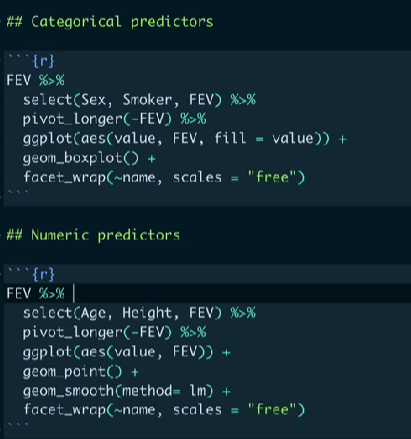 ## Categorical predictors
```{r}
FEV %>%
  select(Sex, Smoker, FEV) %>%
  pivot_longer(-FEV) %>%
  ggplot(aes(value, FEV, fill = value)) +
  geom_boxplot() +
  facet_wrap(~name, scales = "free")
```
## Numeric predictors
```{r}
FEV %>%
  select(Age, Height, FEV) %>%
  pivot_longer(-FEV) %>%
  ggplot(aes(value, FEV)) +
  geom_point() +
  geom_smooth(method= lm) +
  facet_wrap(~name, scales = "free")
```